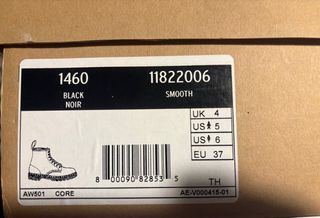 1460
11822006
BLACK
NOIR
SMOOTH
UK 4
US 5
US 6
EU 37
8 00090 82853 5
TH
AW501 CORE
AE-V000415-01